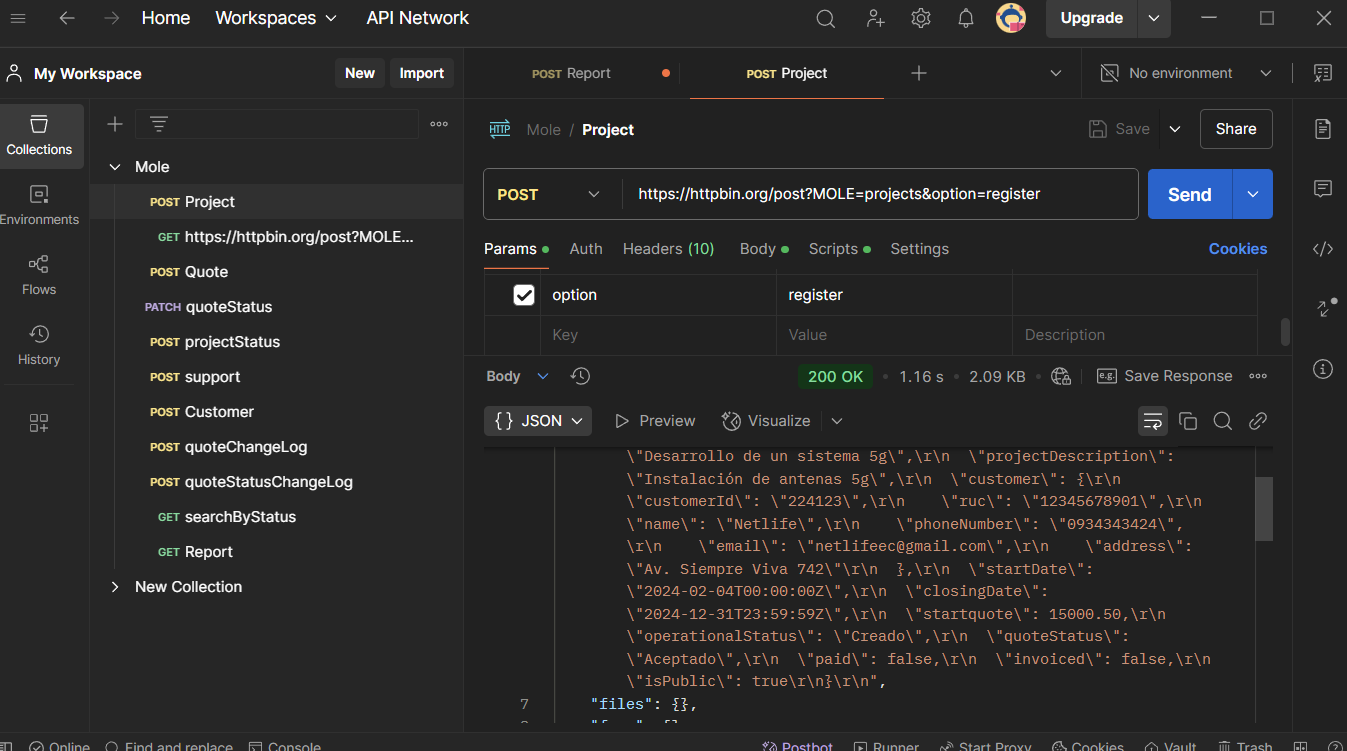 Home Workspaces API Network Upgrade
My Workspace New Import POST Report POST Project No environment
Collections
Environments
Flows
History
Mole
POST Project
GET https://httpbin.org/post?MOLE...
POST Quote
PATCH quoteStatus
POST projectStatus
POST support
POST Customer
POST quoteChangeLog
POST quoteStatusChangeLog
GET searchByStatus
GET Report
New Collection
HTTP Mole / Project Save Share
POST https://httpbin.org/post?MOLE=projects&option=register Send
Params Auth Headers (10) Body Scripts Settings Cookies
option register
Key Value Description
Body 200 OK 1.16 s 2.09 KB e.g. Save Response
{} JSON Preview Visualize
\"Desarrollo de un sistema 5g\",\r\n  \"projectDescription\":
\"Instalación de antenas 5g\",\r\n  \"customer\": {\r\n
\"customerId\": \"224123\",\r\n    \"ruc\": \"12345678901\",\r\n
\"name\": \"Netlife\",\r\n    \"phoneNumber\": \"0934343424\",
\r\n    \"email\": \"netlifeec@gmail.com\",\r\n    \"address\":
\"Av. Siempre Viva 742\"\r\n  },\r\n  \"startDate\":
\"2024-02-04T00:00:00Z\",\r\n  \"closingDate\":
\"2024-12-31T23:59:59Z\",\r\n  \"startquote\": 15000.50,\r\n
\"operationalStatus\": \"Creado\",\r\n  \"quoteStatus\":
\"Aceptado\",\r\n  \"paid\": false,\r\n  \"invoiced\": false,\r\n
\"isPublic\": true\r\n}\r\n",
7 "files": {},
Online Find and replace Console Postbot Runner Start Proxy Cookies Vault Trash